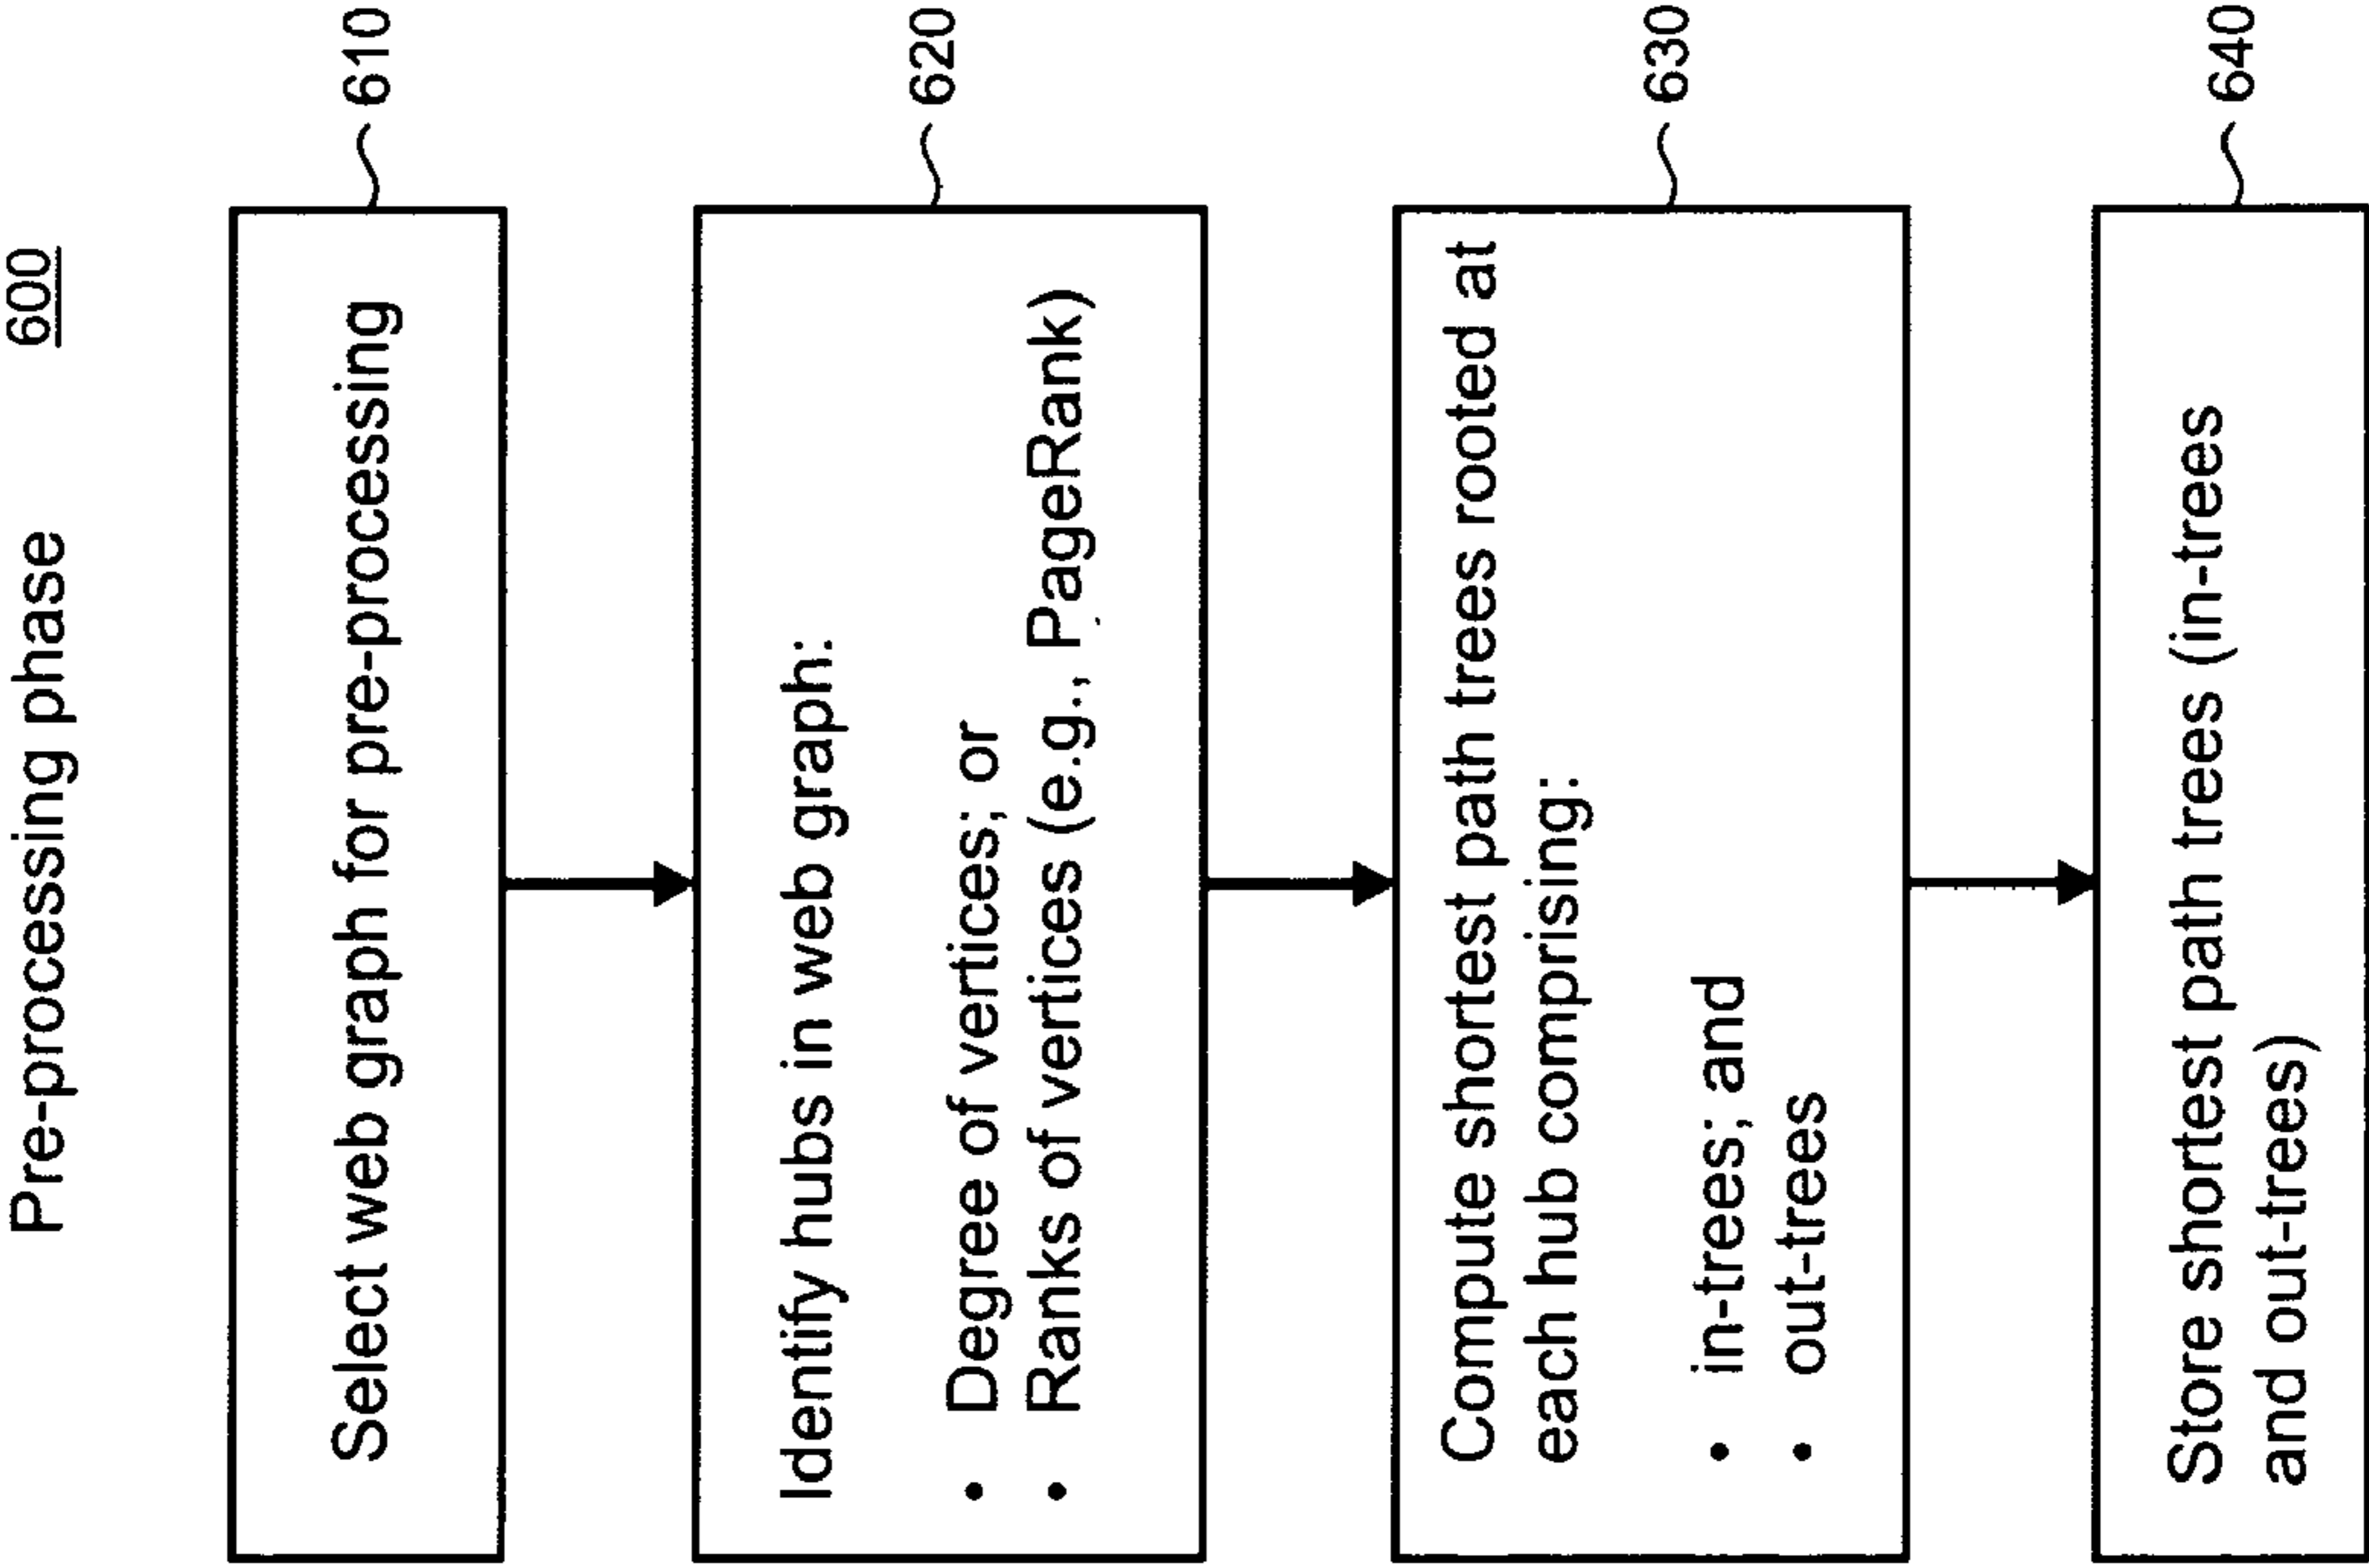 Pre-processing phase 600
Select web graph for pre-processing
610
Identify hubs in web graph:
• Degree of vertices; or
• Ranks of vertices (e.g., PageRank)
620
Compute shortest path trees rooted at
each hub comprising:
• in-trees; and
• out-trees
630
Store shortest path trees (in-trees
and out-trees)
640